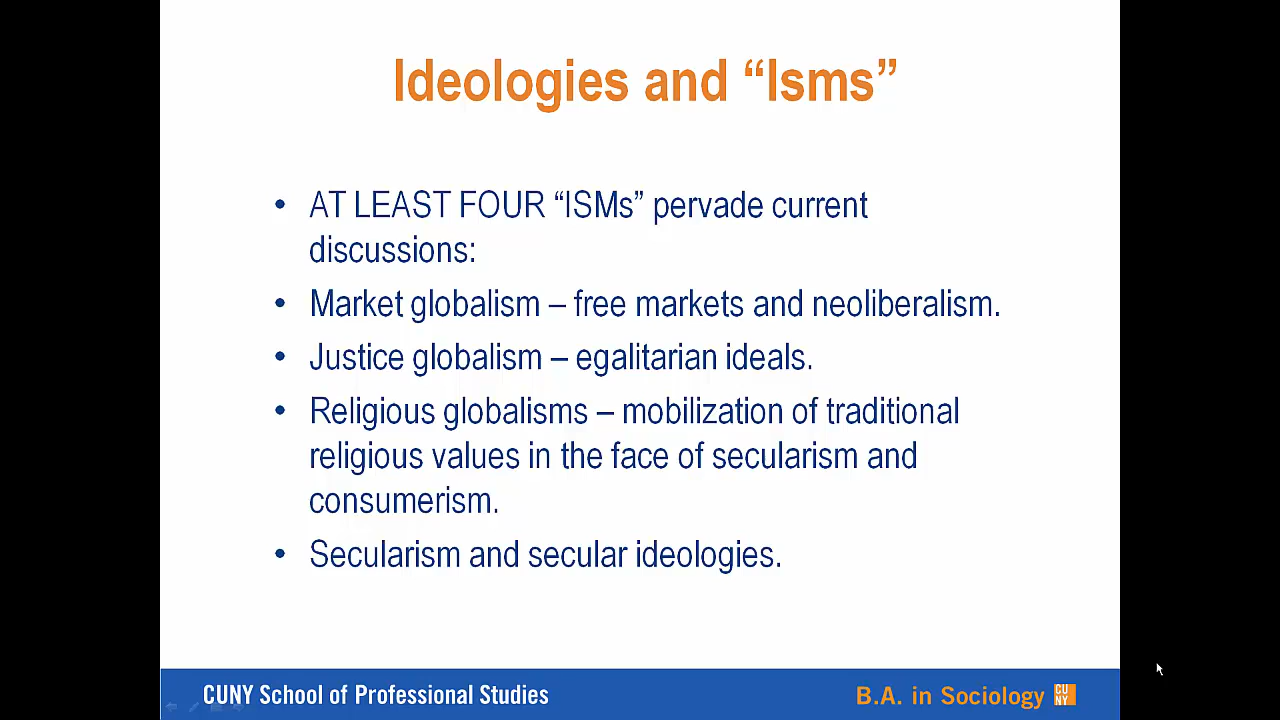 Ideologies and “Isms”
• AT LEAST FOUR “ISMs” pervade current
discussions:
• Market globalism – free markets and neoliberalism.
• Justice globalism – egalitarian ideals.
• Religious globalisms – mobilization of traditional
religious values in the face of secularism and
consumerism.
• Secularism and secular ideologies.
CUNY School of Professional Studies
B.A. in Sociology
CU
NY